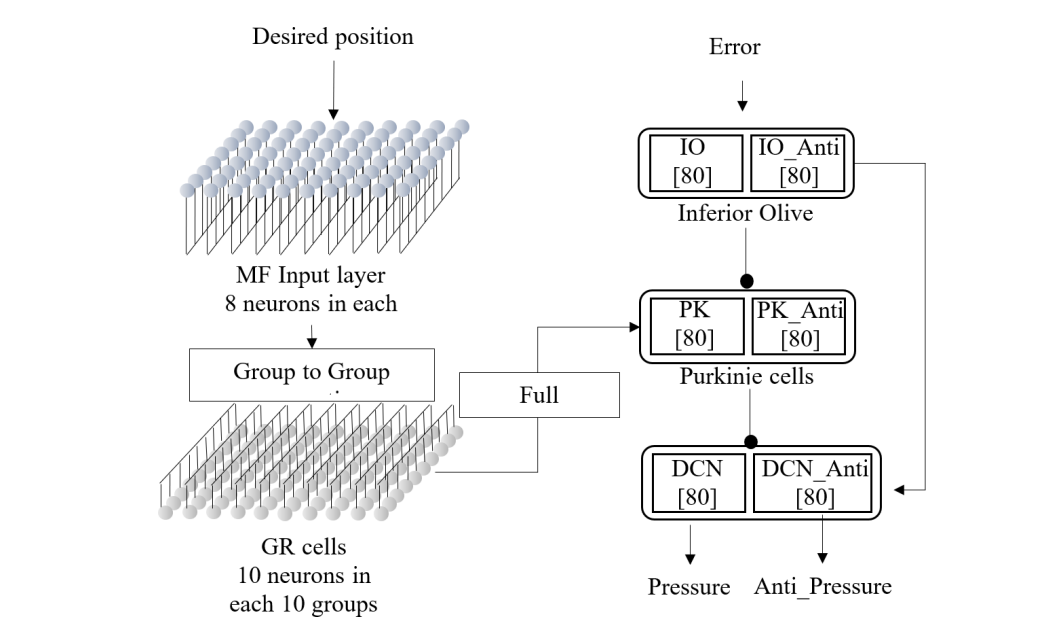 Desired position
MF Input layer
8 neurons in each
Group to Group
GR cells
10 neurons in
each 10 groups
Full
Error
IO
[80]
IO_Anti
[80]
Inferior Olive
PK
[80]
PK_Anti
[80]
Purkinje cells
DCN
[80]
DCN_Anti
[80]
Pressure
Anti_Pressure